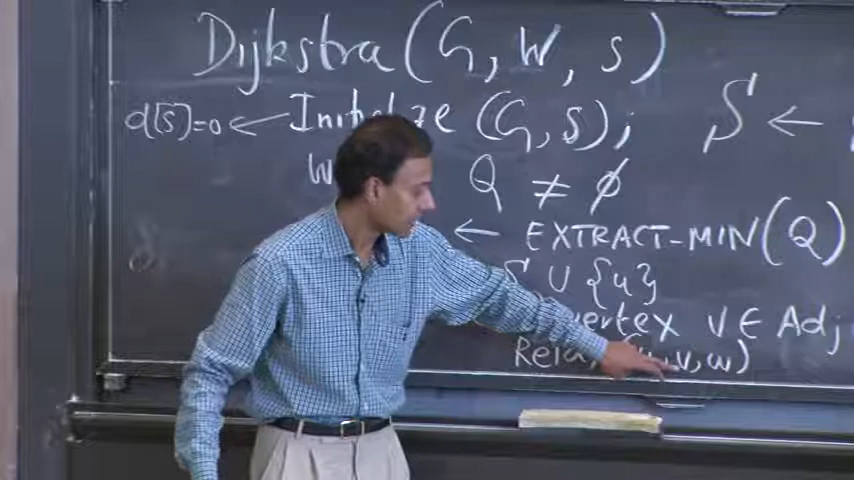 Dijkstra (G, W, s)
d[s]=0 ← Initialize (G, S); S ←
Q ≠ ϕ
← EXTRACT-MIN(Q)
S ∪ {u}
vertex v ∈ Adj
Relax (u, v, w)